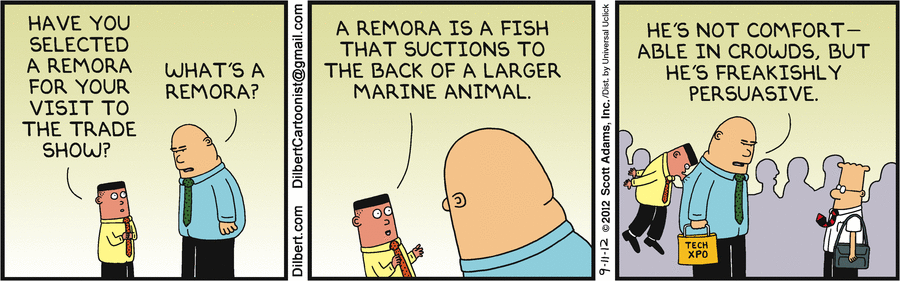 HAVE YOU
SELECTED
A REMORA
FOR YOUR
VISIT TO
THE TRADE
SHOW?
WHAT'S A
REMORA?
Dilbert.com DilbertCartoonist@gmail.com
A REMORA IS A FISH
THAT SUCTIONS TO
THE BACK OF A LARGER
MARINE ANIMAL.
9-11-12 ©2012 Scott Adams, Inc. /Dist. by Universal Uclick
HE'S NOT COMFORT–
ABLE IN CROWDS, BUT
HE'S FREAKISHLY
PERSUASIVE.
TECH
XPO